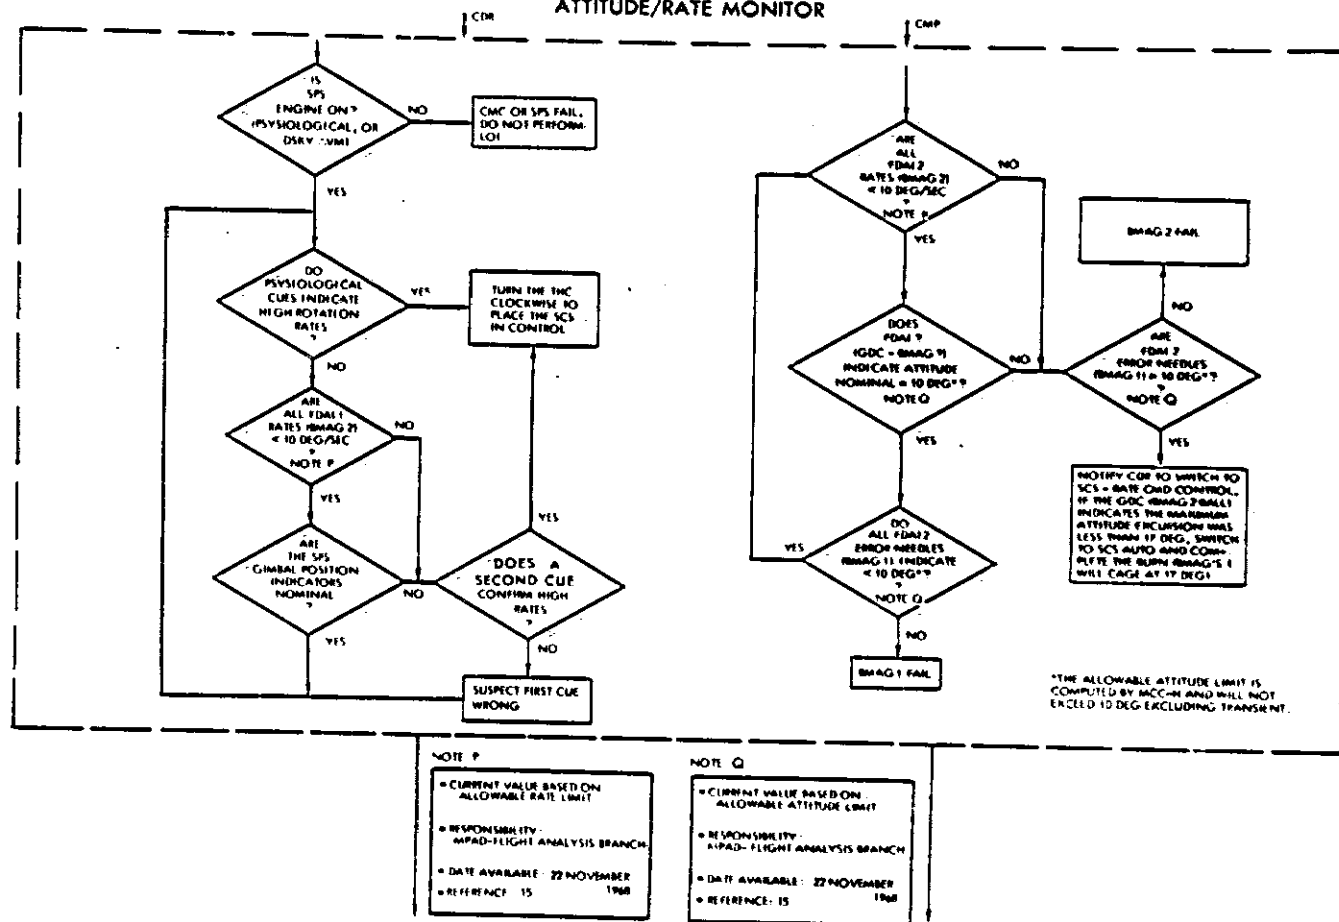 ATTITUDE/RATE MONITOR
CDR
CMP
IS
SPS
ENGINE ON?
(PSYSIOLOGICAL, OR
DSKY
NO
CMC OR SPS FAIL,
DO NOT PERFORM
LOI
YES
DO
PSYSIOLOGICAL
CUES INDICATE
HIGH ROTATION
RATES
?
YES
TURN THE THC
CLOCKWISE TO
PLACE THE SCS
IN CONTROL
NO
ARE
ALL FDAI 1
RATES (BMAG 2)
< 10 DEG/SEC
?
NOTE P
NO
YES
ARE
THE SPS
GIMBAL POSITION
INDICATORS
NOMINAL
?
NO
YES
DOES A
SECOND CUE
CONFIRM HIGH
RATES
?
YES
NO
SUSPECT FIRST CUE
WRONG
ARE
ALL
FDAI 2
RATES (BMAG 2)
< 10 DEG/SEC
?
NOTE P
NO
YES
DOES
FDAI
(GDC - BMAG
INDICATE ATTITUDE
NOMINAL = 10 DEG*?
NOTE Q
NO
YES
BMAG 2 FAIL
NO
ARE
FDAI 2
ERROR NEEDLES
(BMAG 1) > 10 DEG*?
?
NOTE Q
YES
NOTIFY CDR TO SWITCH TO
SCS - RATE CMD CONTROL.
IF THE GDC (BMAG 2 BALL)
INDICATES THE MAXIMUM
ATTITUDE EXCURSION WAS
LESS THAN 17 DEG, SWITCH
TO SCS AUTO AND COM-
PLETE THE BURN (BMAG'S 1
WILL CAGE AT 17 DEG)
DO
ALL FDAI 2
ERROR NEEDLES
(BMAG 1) INDICATE
< 10 DEG*?
?
NOTE Q
YES
NO
BMAG 1 FAIL
*THE ALLOWABLE ATTITUDE LIMIT IS
COMPUTED BY MCC-H AND WILL NOT
EXCEED 10 DEG EXCLUDING TRANSIENT.
NOTE P
• CURRENT VALUE BASED ON
ALLOWABLE RATE LIMIT
• RESPONSIBILITY -
MPAD-FLIGHT ANALYSIS BRANCH
• DATE AVAILABLE: 22 NOVEMBER
1968
• REFERENCE: 15
NOTE Q
• CURRENT VALUE BASED ON
ALLOWABLE ATTITUDE LIMIT
• RESPONSIBILITY -
MPAD- FLIGHT ANALYSIS BRANCH
• DATE AVAILABLE: 22 NOVEMBER
1968
• REFERENCE: 15